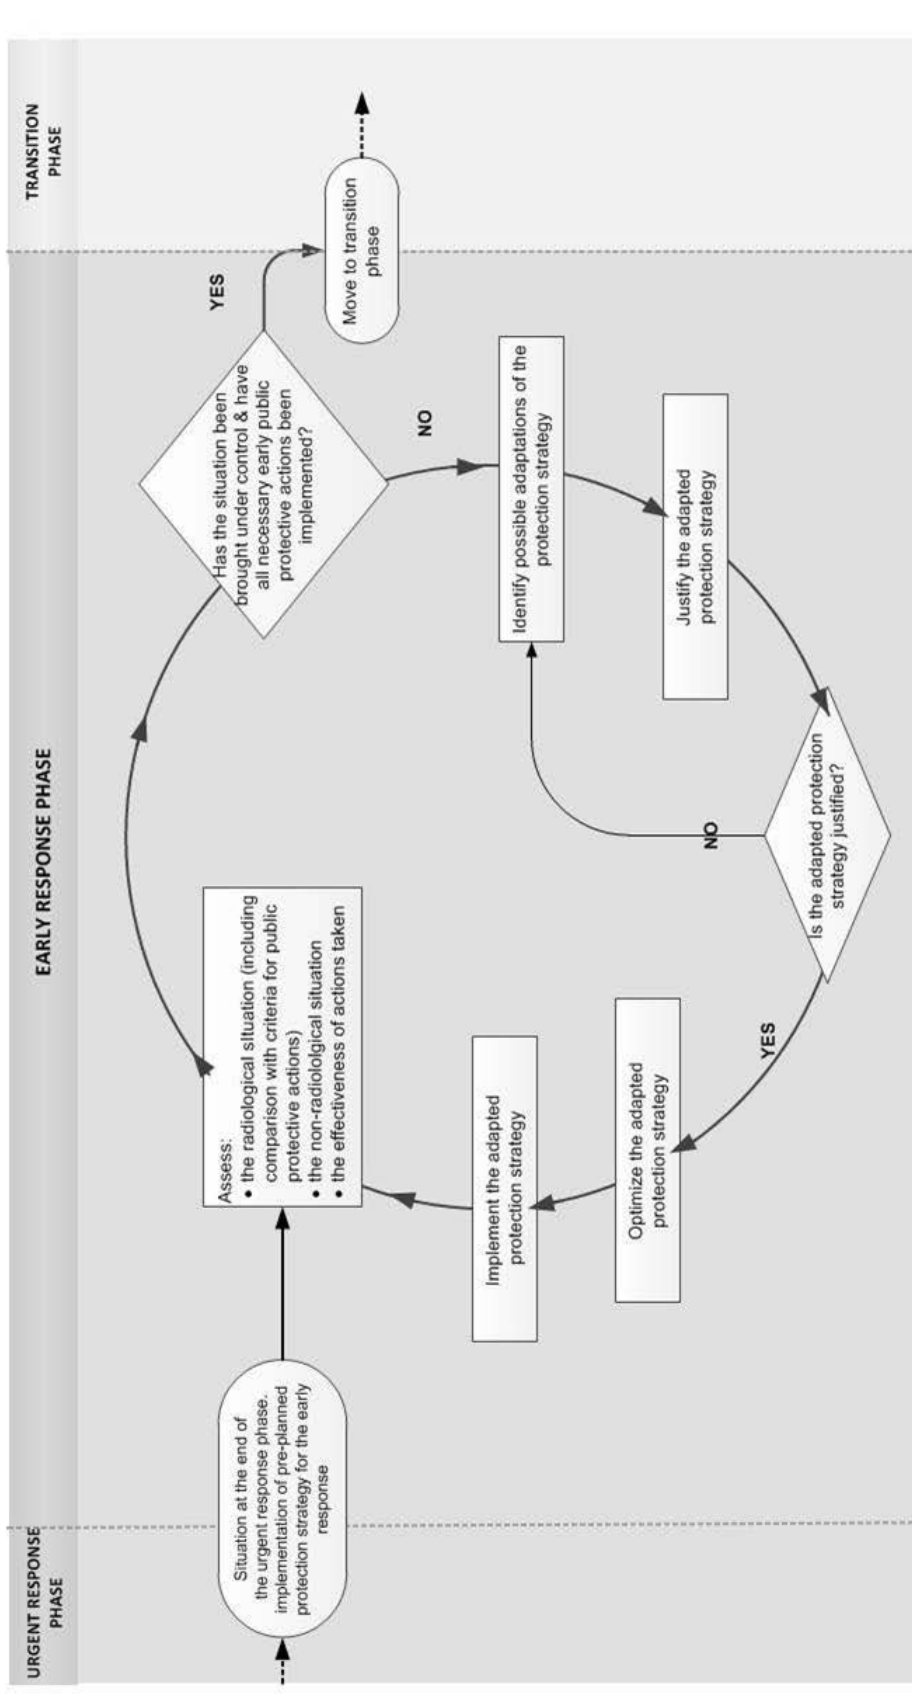 URGENT RESPONSE
PHASE
EARLY RESPONSE PHASE
TRANSITION
PHASE
Situation at the end of
the urgent response phase.
implementation of pre-planned
protection strategy for the early
response
Assess:
• the radiological situation (including
comparison with criteria for public
protective actions)
• the non-radiololgical situation
• the effectiveness of actions taken
Has the situation been
brought under control & have
all necessary early public
protective actions been
implemented?
YES
Move to transition
phase
NO
Identify possible adaptations of the
protection strategy
Justify the adapted
protection strategy
Is the adapted protection
strategy justified?
NO
YES
Optimize the adapted
protection strategy
Implement the adapted
protection strategy